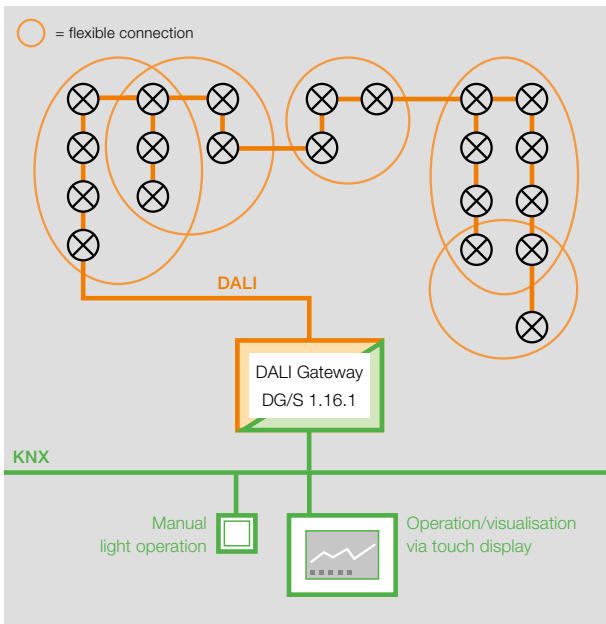 = flexible connection
DALI
DALI Gateway
DG/S 1.16.1
KNX
Manual
light operation
Operation/visualisation
via touch display